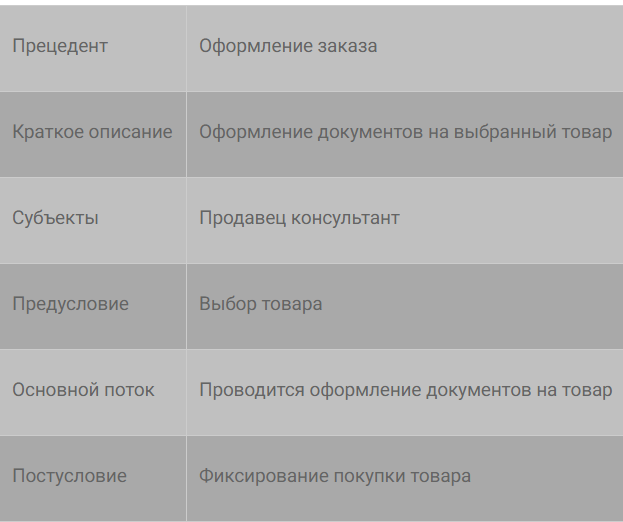 Прецедент Оформление заказа
Краткое описание Оформление документов на выбранный товар
Субъекты Продавец консультант
Предусловие Выбор товара
Основной поток Проводится оформление документов на товар
Постусловие Фиксирование покупки товара